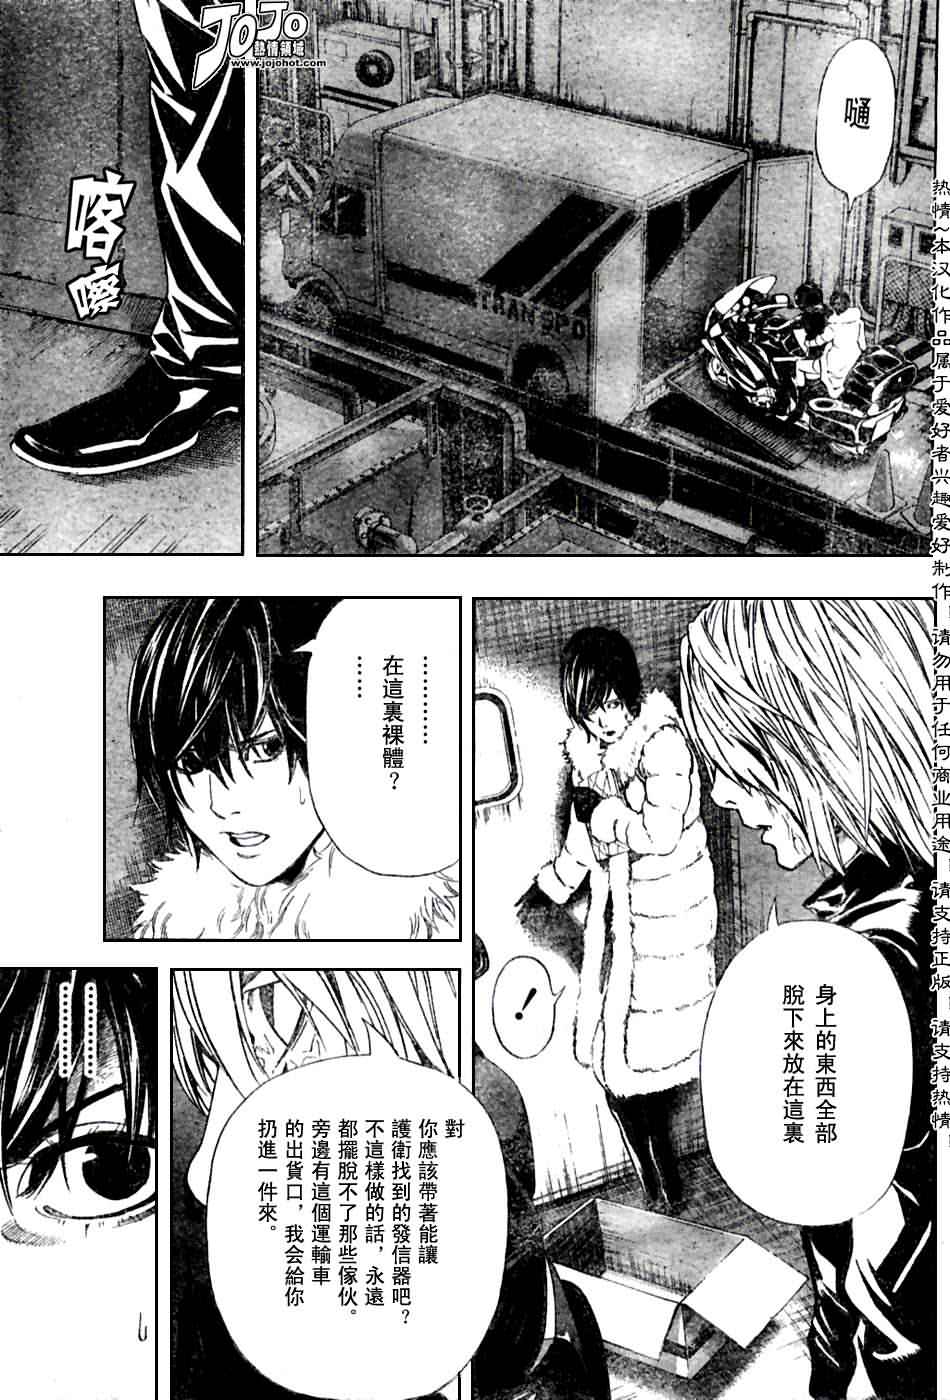 嗵
TRANSPO
喀
嚓
JOJO
熱情領域
www.jojohot.com
身上的東西全部
脫下來放在這裏
！
…………
在這裏裸體？
……
對
你應該帶著能讓
護衛找到的發信器吧？
不這樣做的話，永遠
都擺脫不了那些傢伙。
旁邊有這個運輸車
的出貨口，我会給你
扔進一件來。
…………
热情~本汉化作品属于爱好者兴趣爱好制作！请勿用于任何商业用途！请支持正版！请支持热情！